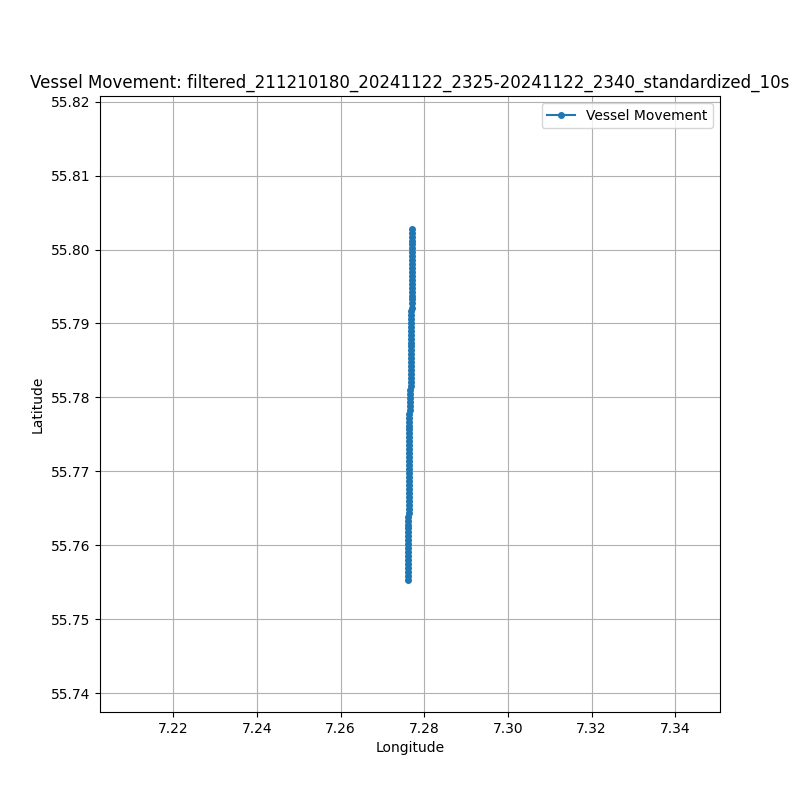 Vessel Movement: filtered_211210180_20241122_2325-20241122_2340_standardized_10s
Vessel Movement
55.82
55.81
55.80
55.79
55.78
55.77
55.76
55.75
55.74
Latitude
7.22 7.24 7.26 7.28 7.30 7.32 7.34
Longitude